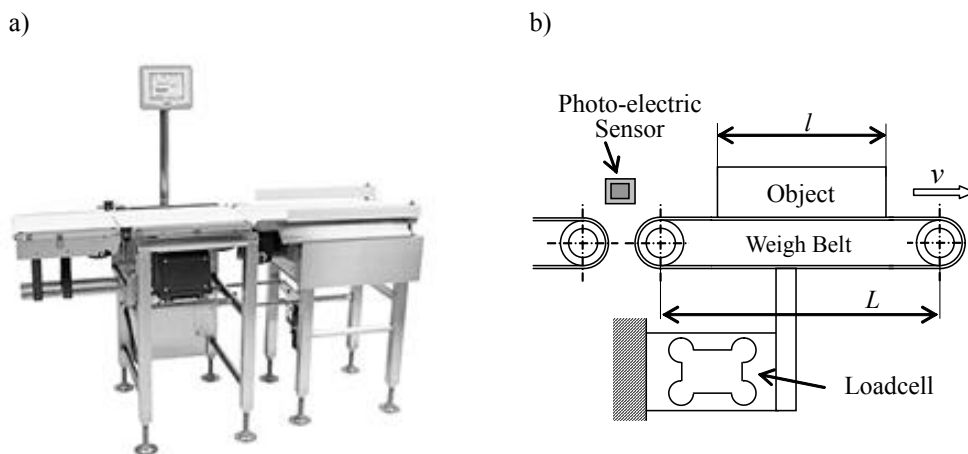 a)
b)
Photo-electric
Sensor
l
v
Object
Weigh Belt
L
Loadcell